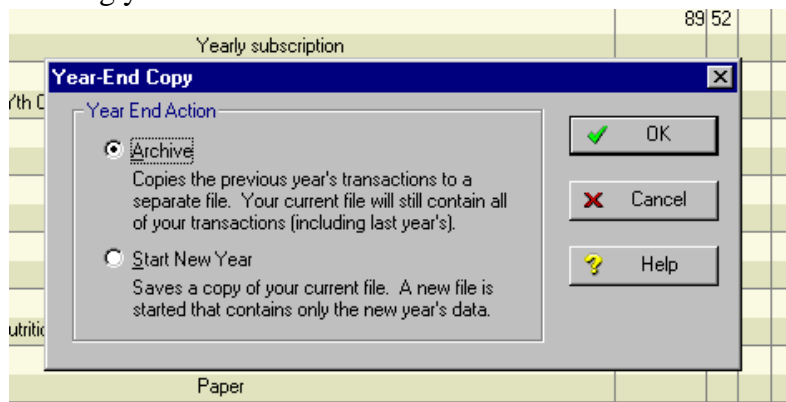 89 52
Yearly subscription
Year-End Copy
Year End Action
Archive
Copies the previous year's transactions to a
separate file. Your current file will still contain all
of your transactions (including last year's).
Start New Year
Saves a copy of your current file. A new file is
started that contains only the new year's data.
OK
Cancel
Help
Paper